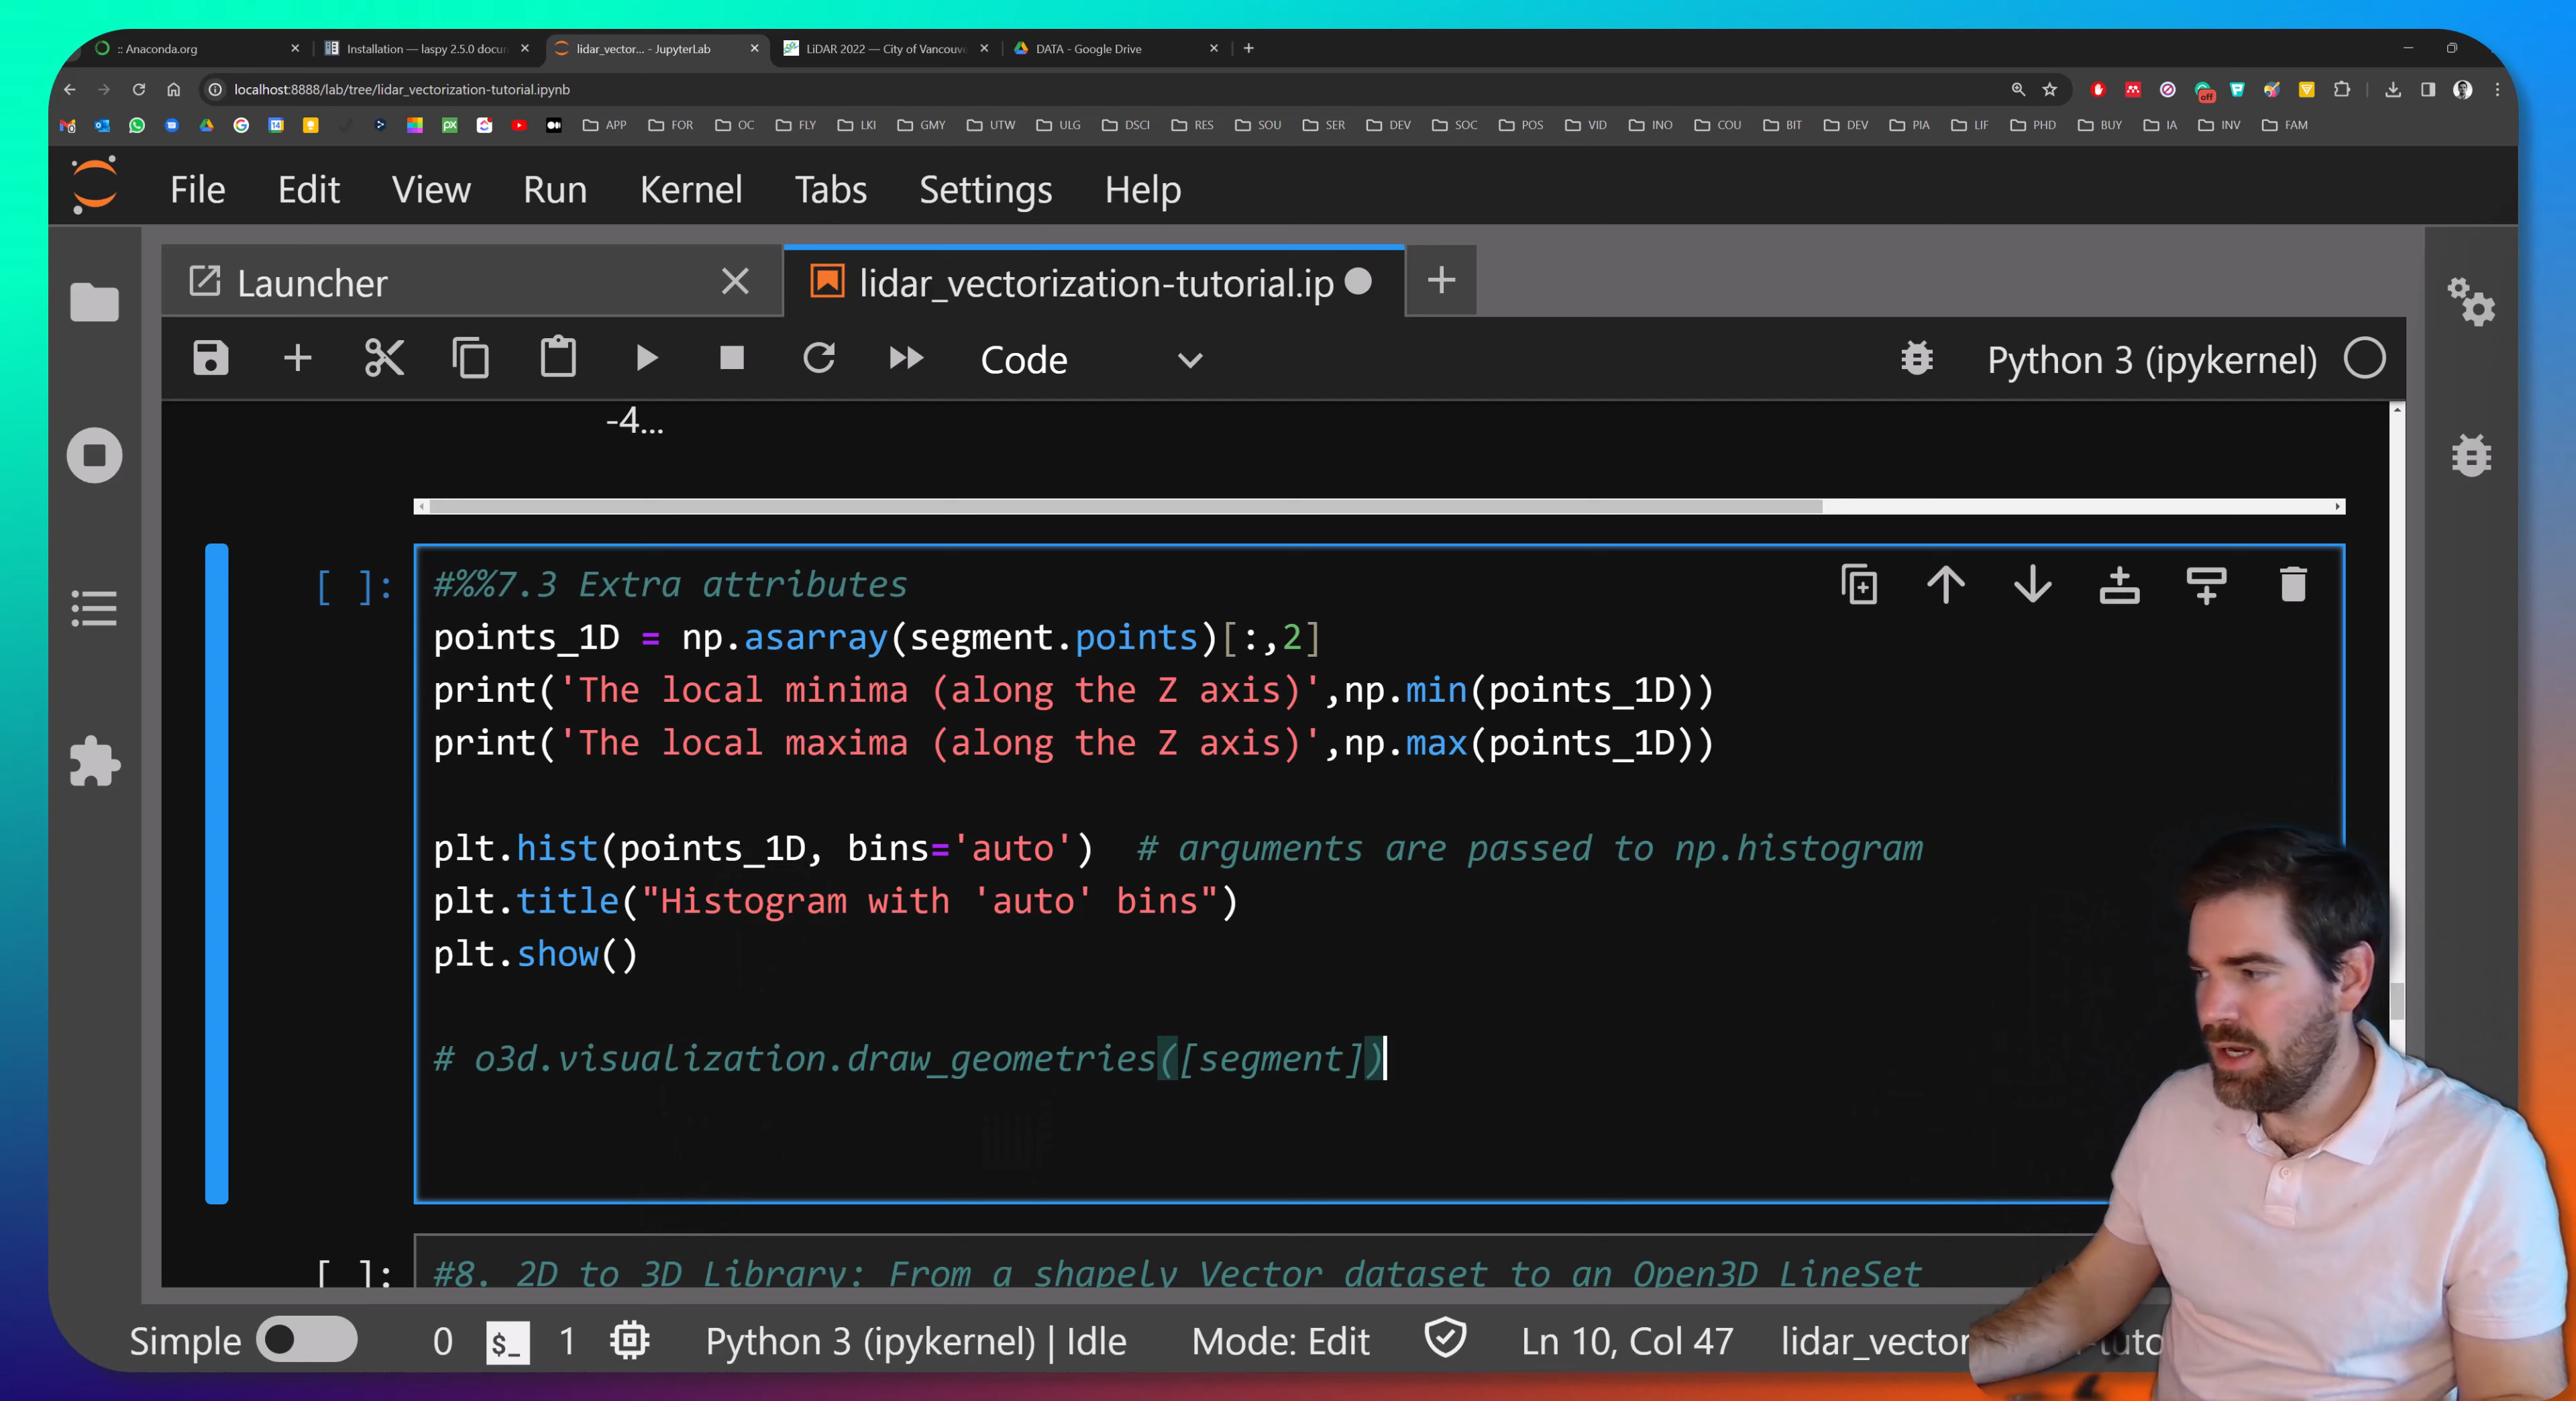 :: Anaconda.org
Installation — laspy 2.5.0 docun
lidar_vector... - JupyterLab
LiDAR 2022 — City of Vancouve
DATA - Google Drive
localhost:8888/lab/tree/lidar_vectorization-tutorial.ipynb
off
14
APP FOR OC FLY LKI GMY UTW ULG DSCI RES SOU SER DEV SOC POS VID INO COU BIT DEV PIA LIF PHD BUY IA INV FAM
File Edit View Run Kernel Tabs Settings Help
Launcher
lidar_vectorization-tutorial.ip
Code
Python 3 (ipykernel)
-4...
[ ]:
#%%7.3 Extra attributes
points_1D = np.asarray(segment.points)[:,2]
print('The local minima (along the Z axis)',np.min(points_1D))
print('The local maxima (along the Z axis)',np.max(points_1D))
plt.hist(points_1D, bins='auto')  # arguments are passed to np.histogram
plt.title("Histogram with 'auto' bins")
plt.show()
# o3d.visualization.draw_geometries([segment])
[ ]:
#8. 2D to 3D Library: From a shapely Vector dataset to an Open3D LineSet
Simple 0 $_ 1 Python 3 (ipykernel) | Idle Mode: Edit Ln 10, Col 47 lidar_vector